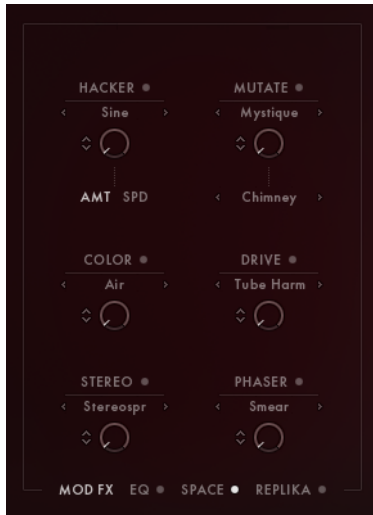 HACKER MUTATE
Sine Mystique
AMT SPD Chimney
COLOR DRIVE
Air Tube Harm
STEREO PHASER
Stereospr Smear
MOD FX EQ SPACE REPLIKA